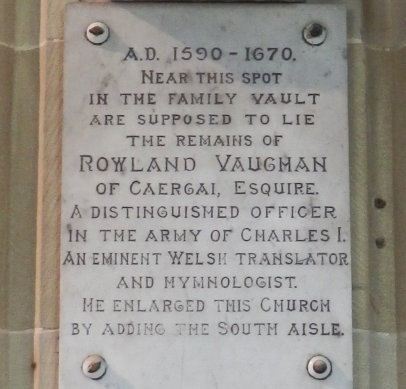 A.D. 1590 - 1670.
NEAR THIS SPOT
IN THE FAMILY VAULT
ARE SUPPOSED TO LIE
THE REMAINS OF
ROWLAND VAUGHAN
OF CAERGAI, ESQUIRE.
A DISTINGUISHED OFFICER
IN THE ARMY OF CHARLES I.
AN EMINENT WELSH TRANSLATOR
AND HYMNOLOGIST.
HE ENLARGED THIS CHURCH
BY ADDING THE SOUTH AISLE.